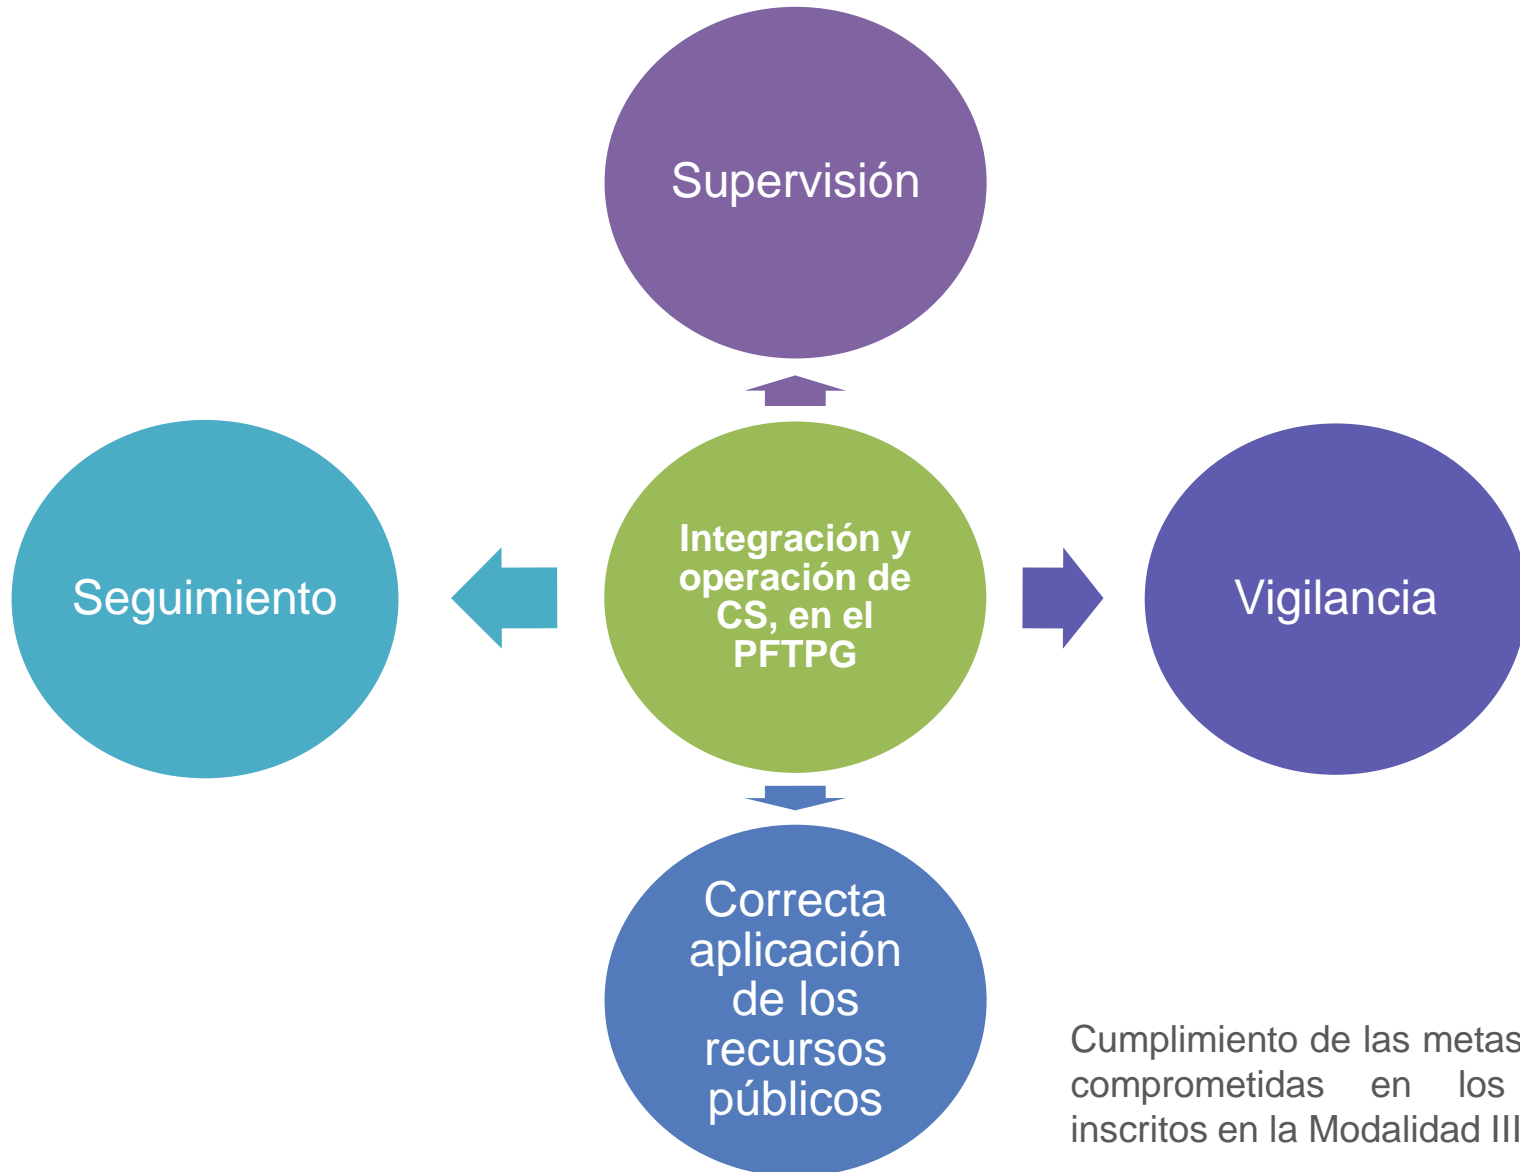 Supervisión
Seguimiento
Integración y
operación de
CS, en el
PFTPG
Vigilancia
Correcta
aplicación
de los
recursos
públicos
Cumplimiento de las metas
comprometidas en los
inscritos en la Modalidad III